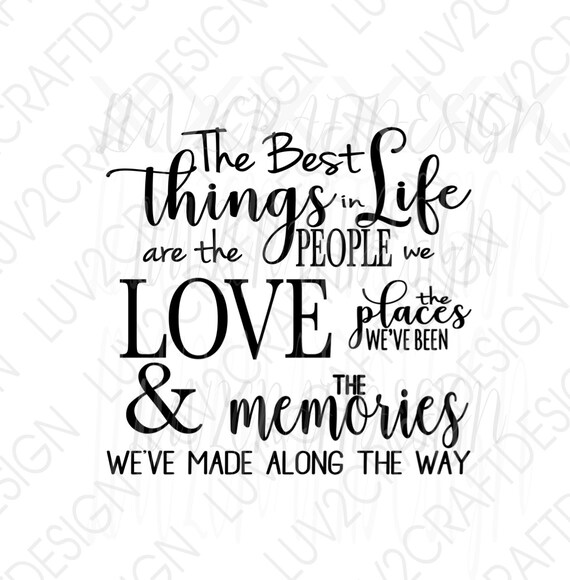 LUV2CRAFTDESIGN
The Best
things in Life
are the PEOPLE we
LOVE the places
WE'VE BEEN
& THE memories
WE'VE MADE ALONG THE WAY